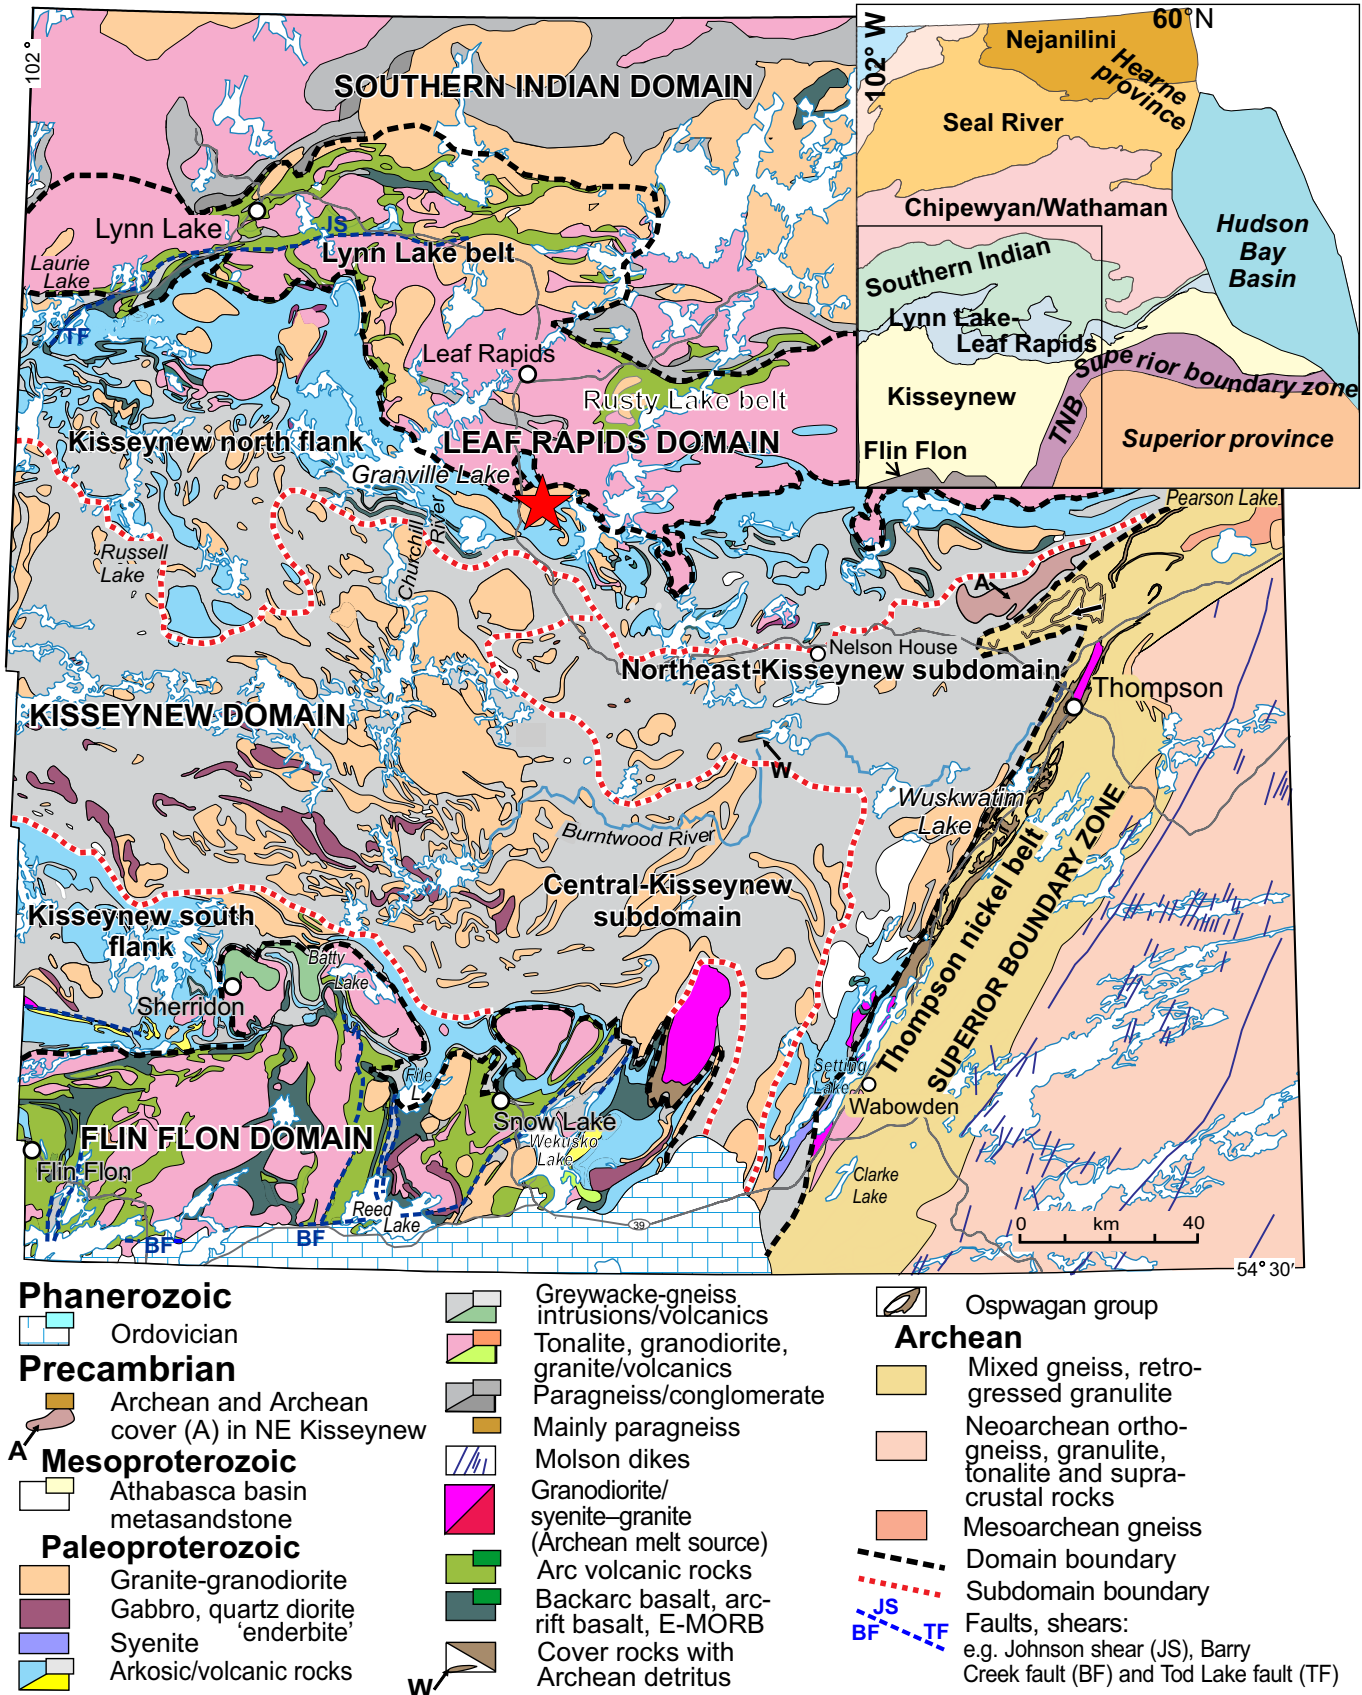 102°
SOUTHERN INDIAN DOMAIN
Lynn Lake
JS
Lynn Lake belt
Laurie
Lake
TF
Leaf Rapids
Rusty Lake belt
Kisseynew north flank
LEAF RAPIDS DOMAIN
Granville Lake
Churchill
River
Russell
Lake
Pearson Lake
A
Nelson House
Northeast-Kisseynew subdomain
Thompson
KISSEYNEW DOMAIN
W
Wuskwatim
Lake
Burntwood River
Central-Kisseynew
subdomain
Thompson nickel belt
SUPERIOR BOUNDARY ZONE
Kisseynew south
flank
Batty
Lake
Sherridon
File
L.
Setting
Lake
Wabowden
Snow Lake
Wekusko
Lake
FLIN FLON DOMAIN
Flin Flon
Clarke
Lake
Reed
Lake
BF
BF
39
0 km 40
54° 30′
102° W
60°N
Nejanilini
Hearne
province
Seal River
Chipewyan/Wathaman
Hudson
Bay
Basin
Southern Indian
Lynn Lake-
Leaf Rapids
Superior boundary zone
Kisseynew
TNB
Superior province
Flin Flon
Phanerozoic
Ordovician
Precambrian
Archean and Archean
cover (A) in NE Kisseynew
A
Mesoproterozoic
Athabasca basin
metasandstone
Paleoproterozoic
Granite-granodiorite
Gabbro, quartz diorite
'enderbite'
Syenite
Arkosic/volcanic rocks
Greywacke-gneiss
intrusions/volcanics
Tonalite, granodiorite,
granite/volcanics
Paragneiss/conglomerate
Mainly paragneiss
Molson dikes
Granodiorite/
syenite–granite
(Archean melt source)
Arc volcanic rocks
Backarc basalt, arc-
rift basalt, E-MORB
Cover rocks with
Archean detritus
W
Ospwagan group
Archean
Mixed gneiss, retro-
gressed granulite
Neoarchean ortho-
gneiss, granulite,
tonalite and supra-
crustal rocks
Mesoarchean gneiss
Domain boundary
Subdomain boundary
JS
BF TF
Faults, shears:
e.g. Johnson shear (JS), Barry
Creek fault (BF) and Tod Lake fault (TF)